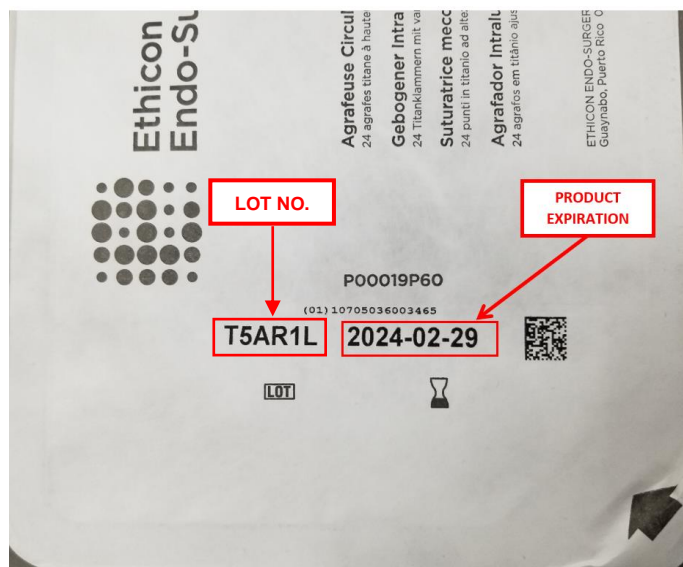 Ethicon
Endo-Su
Agrafeuse Circul
24 agrafes titane à haute
Gebogener Intra
24 Titanklammern mit va
Suturatrice mecc
24 punti in titanio ad alte
Agrafador Intralu
24 agrafos em titânio ajus
ETHICON ENDO-SURGER
Guaynabo, Puerto Rico
LOT NO.
PRODUCT
EXPIRATION
P00019P60
(01)10705036003465
T5AR1L 2024-02-29
LOT